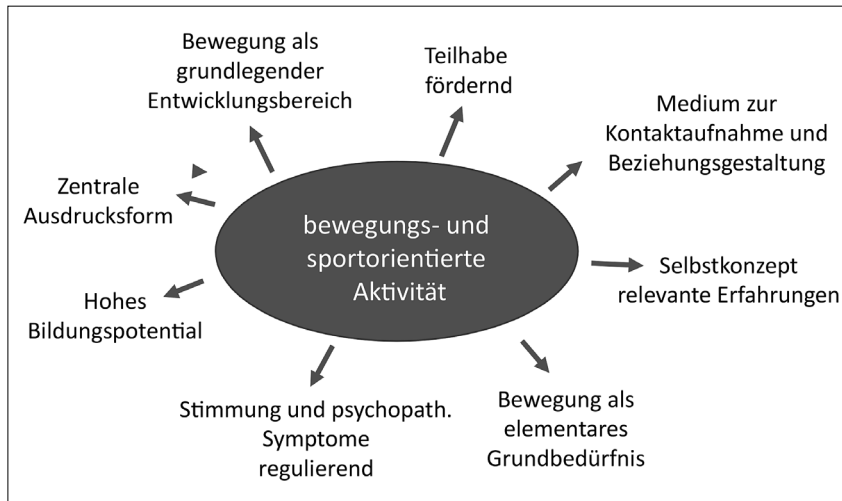 Bewegung als
grundlegender
Entwicklungsbereich
Teilhabe
fördernd
Medium zur
Kontaktaufnahme und
Beziehungsgestaltung
Zentrale
Ausdrucksform
bewegungs- und
sportorientierte
Aktivität
Selbstkonzept
relevante Erfahrungen
Hohes
Bildungspotential
Stimmung und psychopath.
Symptome
regulierend
Bewegung als
elementares
Grundbedürfnis